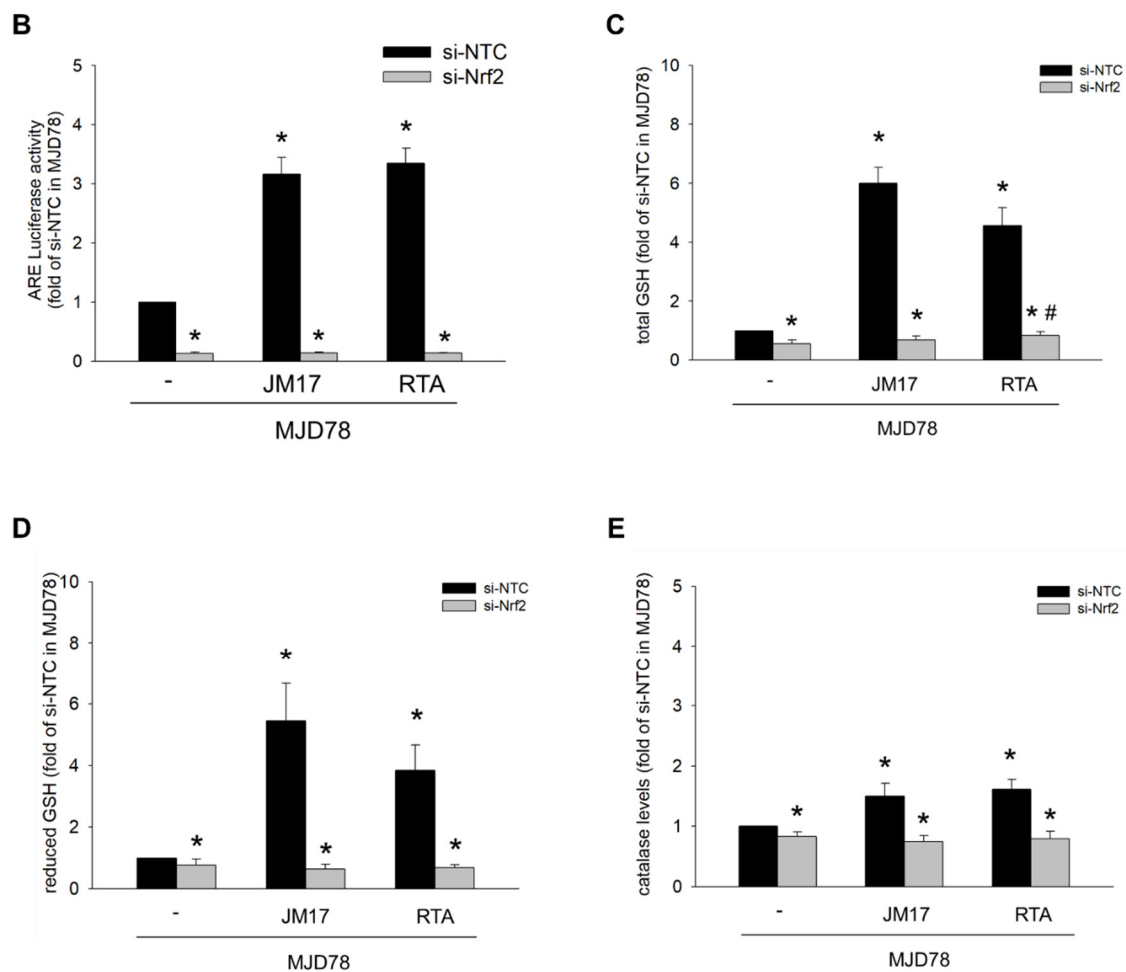 B
si-NTC
si-Nrf2
ARE Luciferase activity
(fold of si-NTC in MJD78)
5
4
3
2
1
0
*
*
*
*
*
-
JM17
RTA
MJD78
C
si-NTC
si-Nrf2
total GSH (fold of si-NTC in MJD78)
10
8
6
4
2
0
*
*
*
*
* #
-
JM17
RTA
MJD78
D
si-NTC
si-Nrf2
reduced GSH (fold of si-NTC in MJD78)
10
8
6
4
2
0
*
*
*
*
*
-
JM17
RTA
MJD78
E
si-NTC
si-Nrf2
catalase levels (fold of si-NTC in MJD78)
5
4
3
2
1
0
*
*
*
*
*
-
JM17
RTA
MJD78